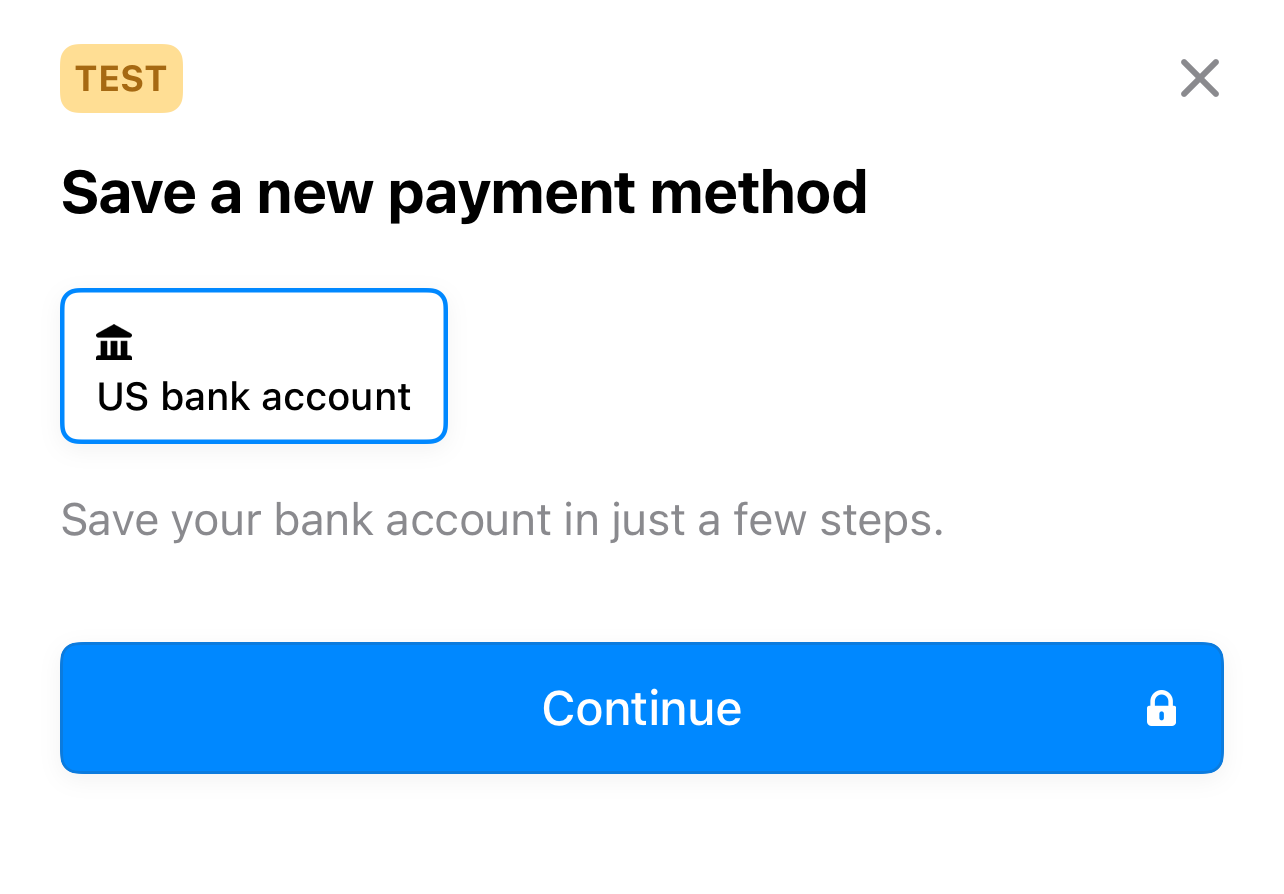 TEST
Save a new payment method
US bank account
Save your bank account in just a few steps.
Continue